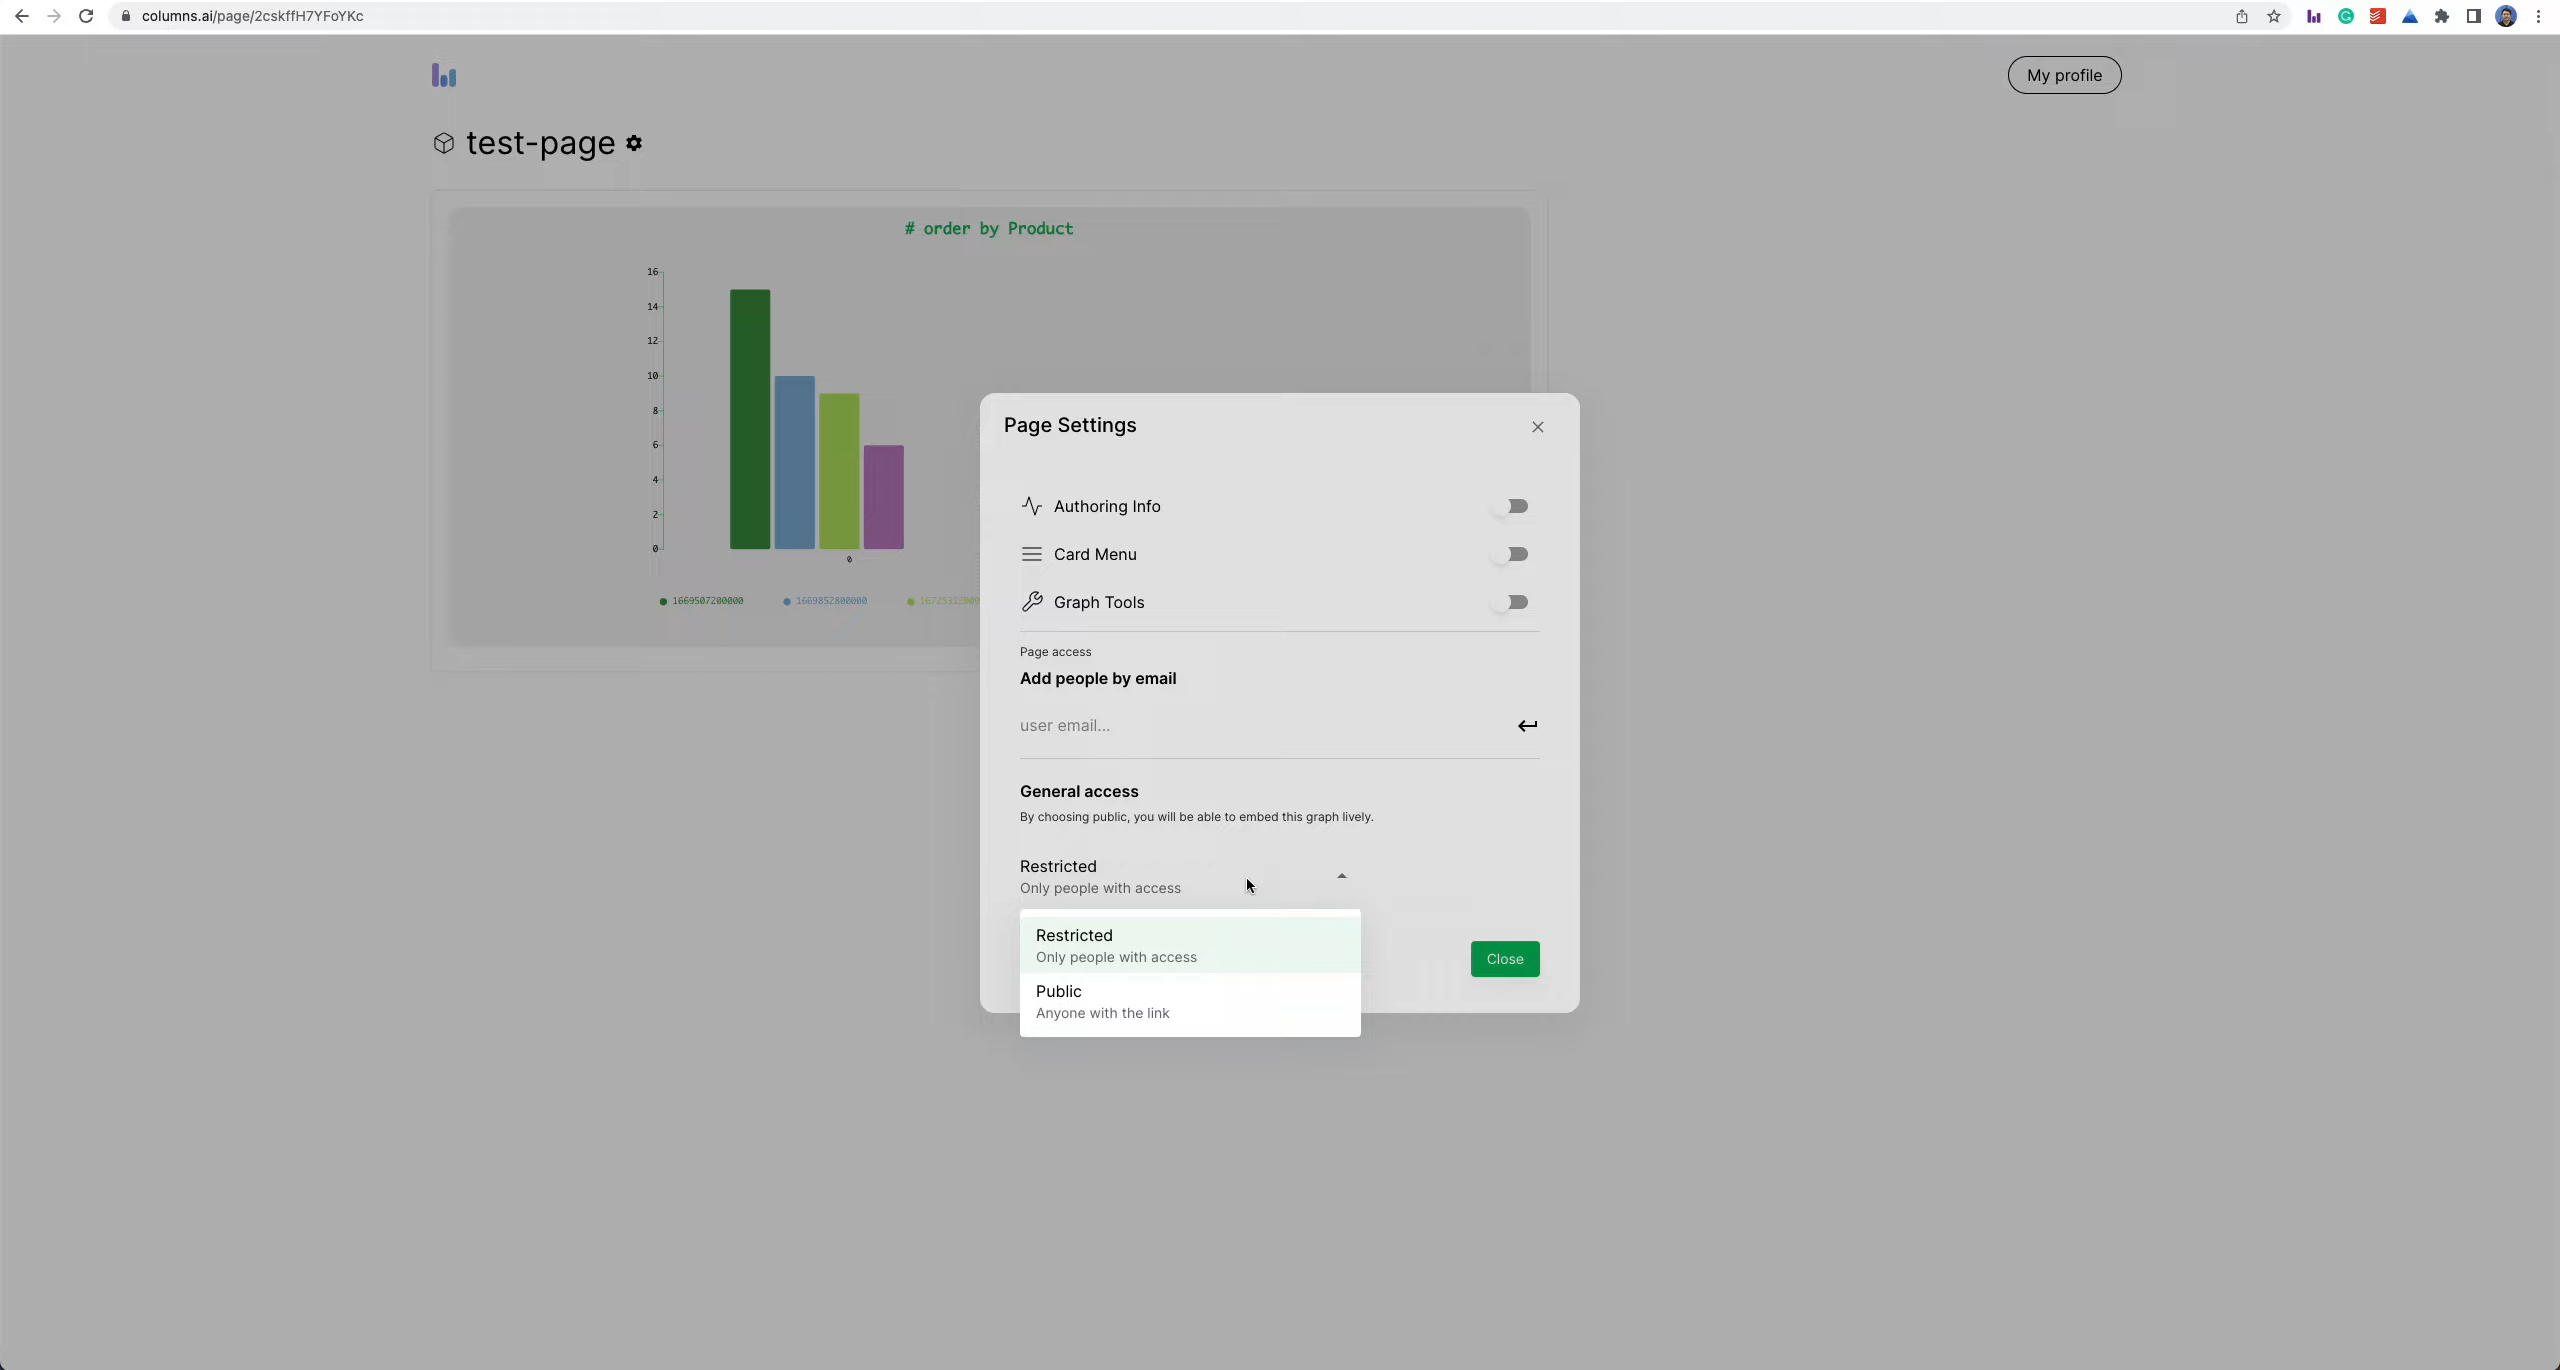 columns.ai/page/2cskffH7YFoYKc
My profile
test-page
# order by Product
16
14
12
10
8
6
4
2
0
0
1669507200000
1669852800000
Page Settings
Authoring Info
Card Menu
Graph Tools
Page access
Add people by email
user email...
General access
By choosing public, you will be able to embed this graph lively.
Restricted
Only people with access
Restricted
Only people with access
Public
Anyone with the link
Close